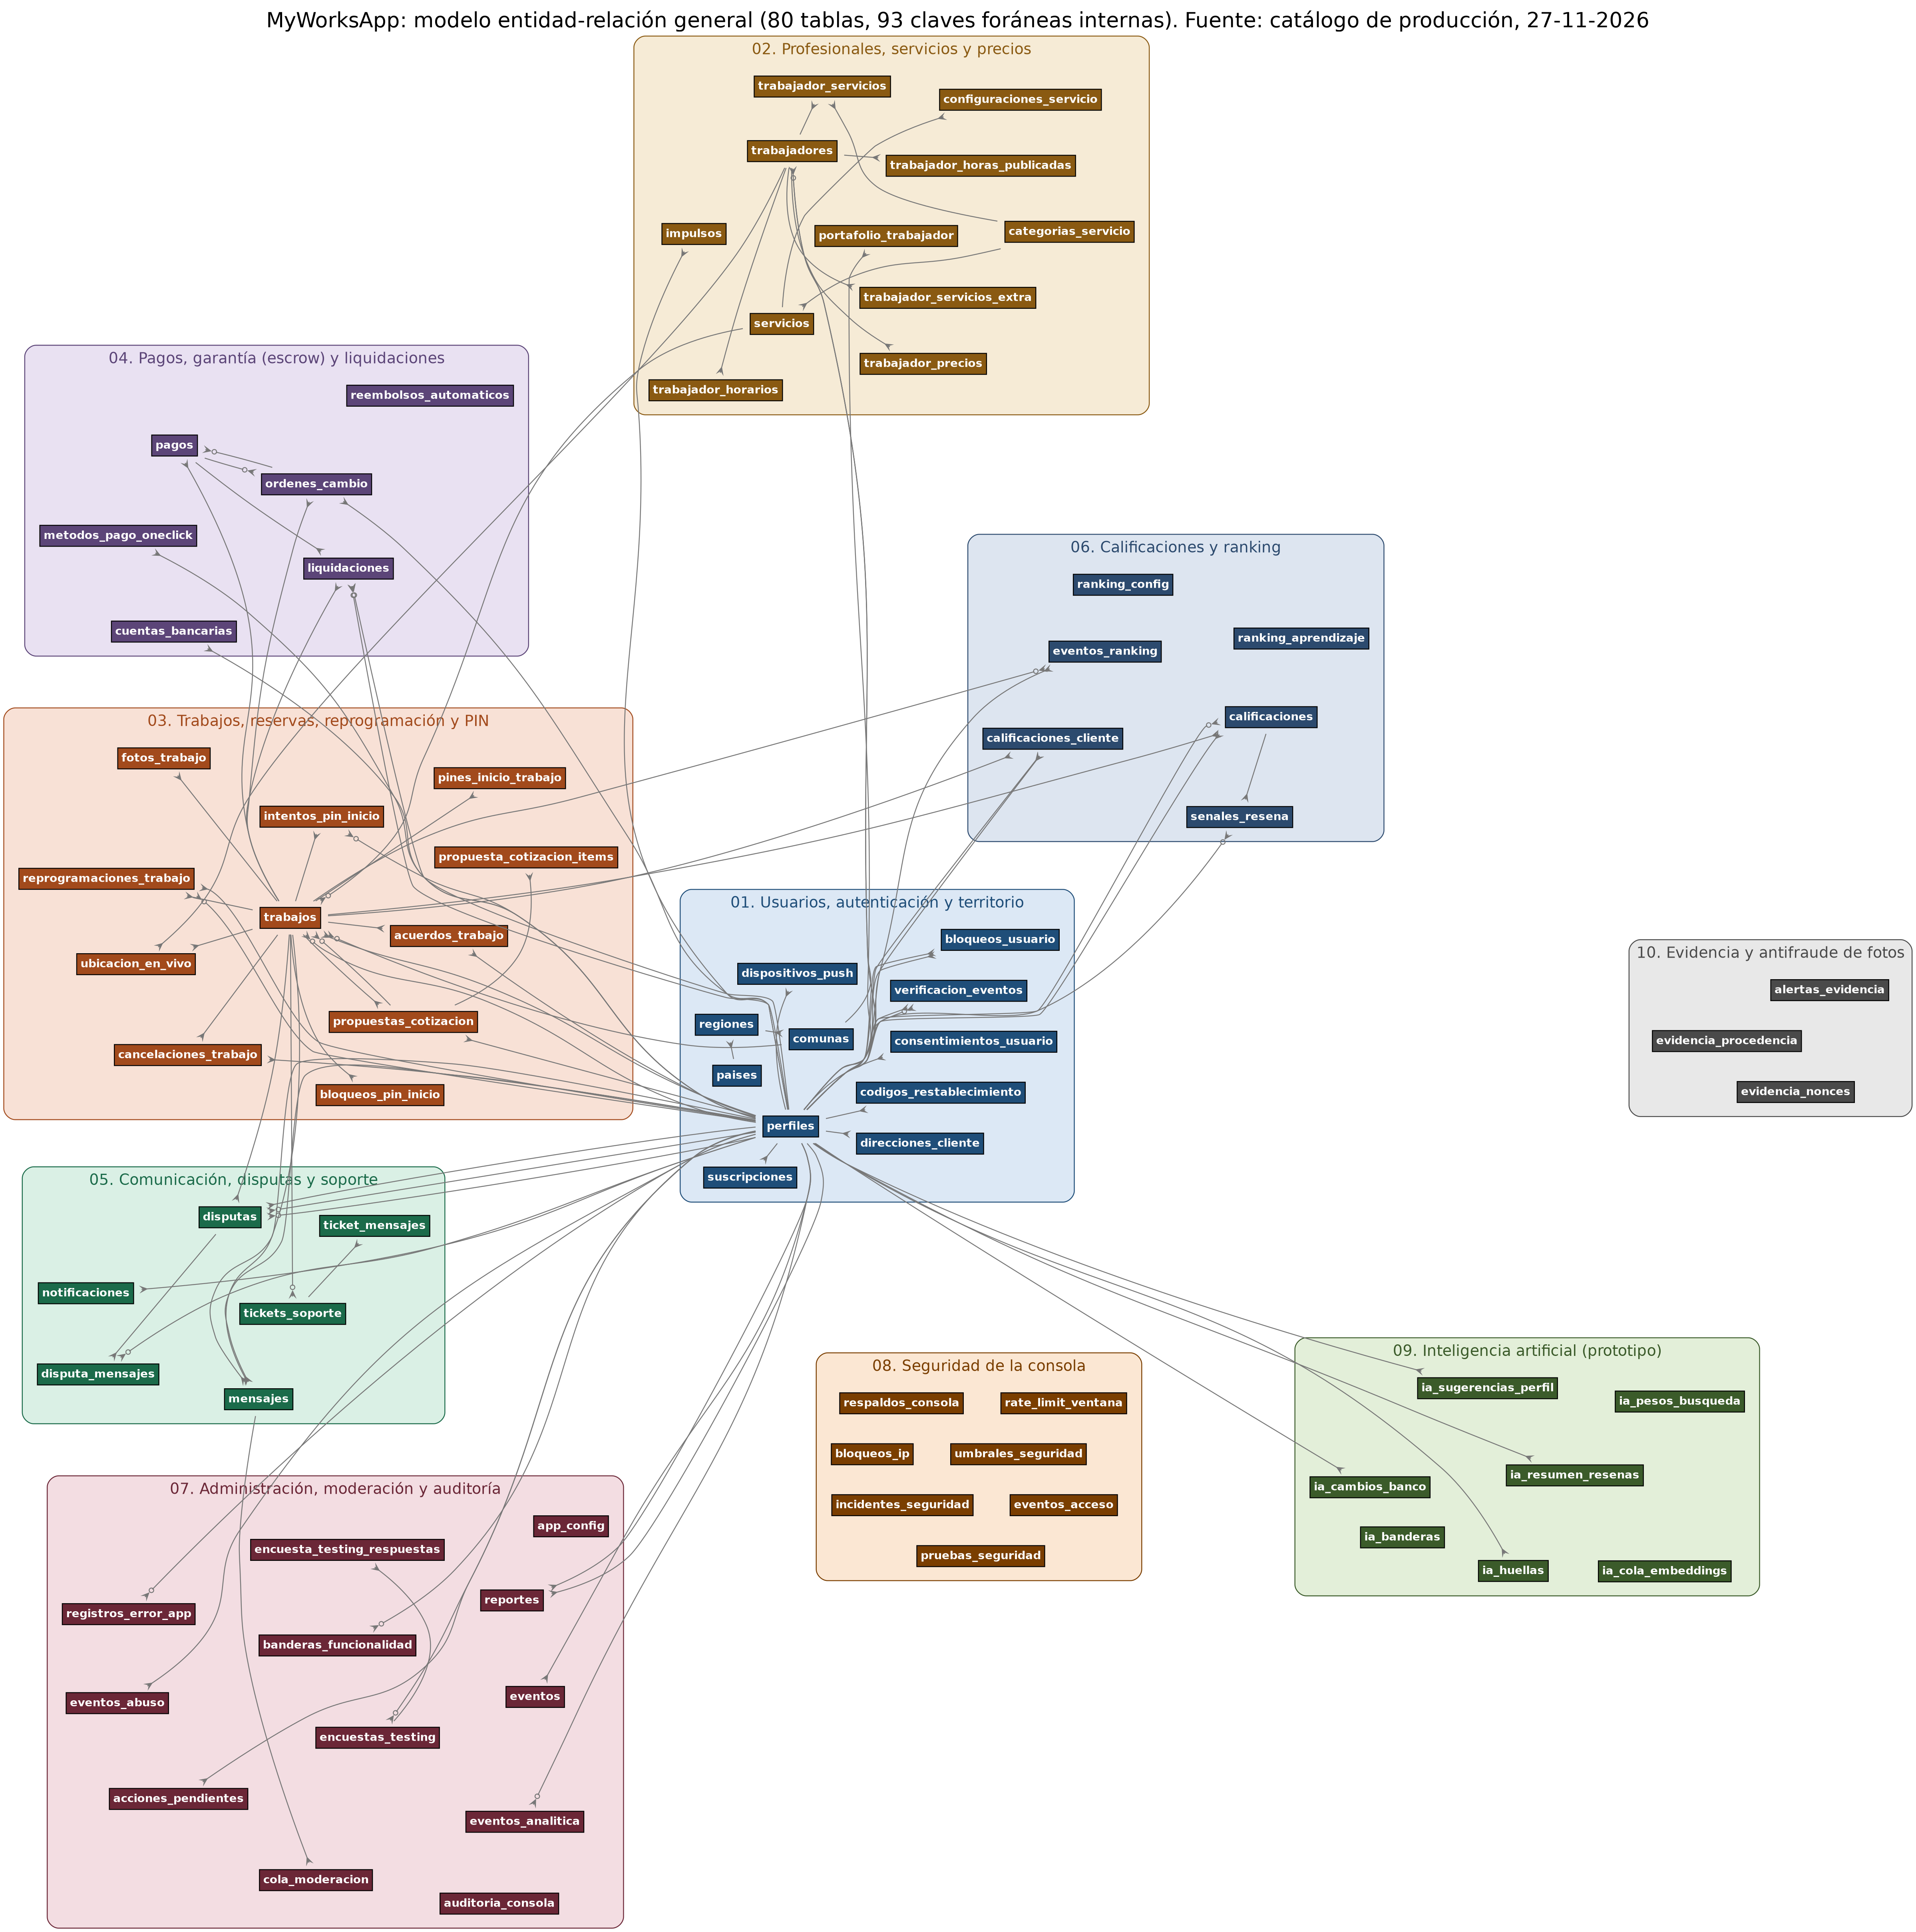 MyWorksApp: modelo entidad-relación general (80 tablas, 93 claves foráneas internas). Fuente: catálogo de producción, 27-11-2026
02. Profesionales, servicios y precios
trabajador_servicios
configuraciones_servicio
trabajadores
trabajador_horas_publicadas
impulsos
portafolio_trabajador
categorias_servicio
trabajador_servicios_extra
servicios
trabajador_precios
trabajador_horarios
04. Pagos, garantía (escrow) y liquidaciones
reembolsos_automaticos
pagos
ordenes_cambio
metodos_pago_oneclick
liquidaciones
cuentas_bancarias
06. Calificaciones y ranking
ranking_config
ranking_aprendizaje
eventos_ranking
calificaciones
calificaciones_cliente
senales_resena
03. Trabajos, reservas, reprogramación y PIN
fotos_trabajo
pines_inicio_trabajo
intentos_pin_inicio
propuesta_cotizacion_items
reprogramaciones_trabajo
trabajos
acuerdos_trabajo
ubicacion_en_vivo
propuestas_cotizacion
cancelaciones_trabajo
bloqueos_pin_inicio
01. Usuarios, autenticación y territorio
bloqueos_usuario
dispositivos_push
verificacion_eventos
regiones
comunas
consentimientos_usuario
paises
codigos_restablecimiento
perfiles
direcciones_cliente
suscripciones
10. Evidencia y antifraude de fotos
alertas_evidencia
evidencia_procedencia
evidencia_nonces
05. Comunicación, disputas y soporte
disputas
ticket_mensajes
notificaciones
tickets_soporte
disputa_mensajes
mensajes
08. Seguridad de la consola
respaldos_consola
rate_limit_ventana
bloqueos_ip
umbrales_seguridad
incidentes_seguridad
eventos_acceso
pruebas_seguridad
09. Inteligencia artificial (prototipo)
ia_sugerencias_perfil
ia_pesos_busqueda
ia_resumen_resenas
ia_cambios_banco
ia_banderas
ia_huellas
ia_cola_embeddings
07. Administración, moderación y auditoría
app_config
encuesta_testing_respuestas
reportes
registros_error_app
banderas_funcionalidad
eventos
eventos_abuso
encuestas_testing
acciones_pendientes
eventos_analitica
cola_moderacion
auditoria_consola